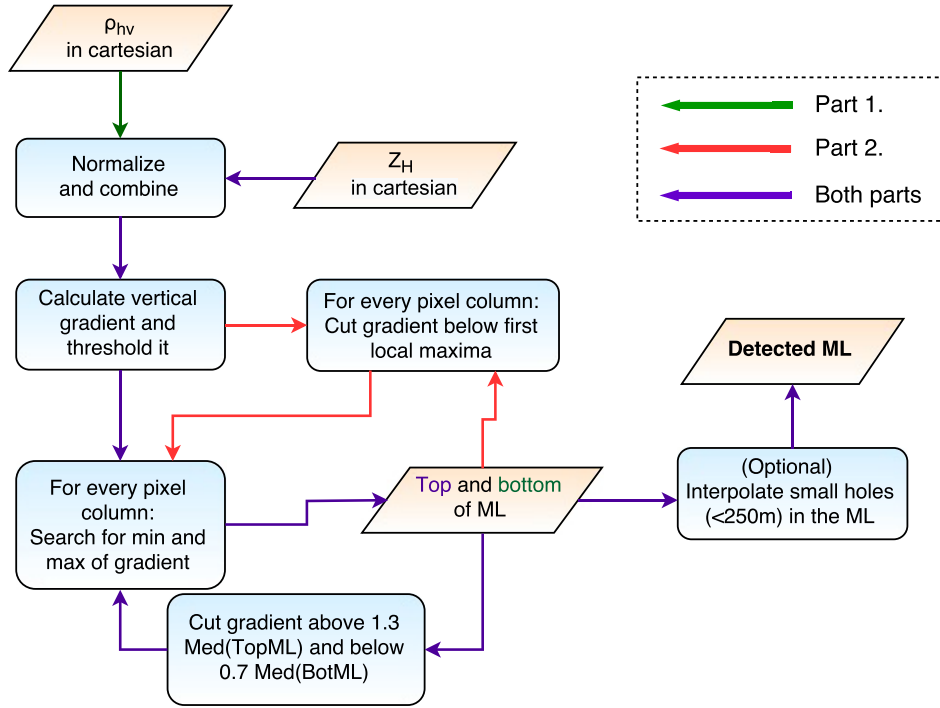 ρhv
in cartesian
Normalize
and combine
ZH
in cartesian
Part 1.
Part 2.
Both parts
Calculate vertical
gradient and
threshold it
For every pixel column:
Cut gradient below first
local maxima
Detected ML
For every pixel
column:
Search for min and
max of gradient
Top and bottom
of ML
(Optional)
Interpolate small holes
(<250m) in the ML
Cut gradient above 1.3
Med(TopML) and below
0.7 Med(BotML)